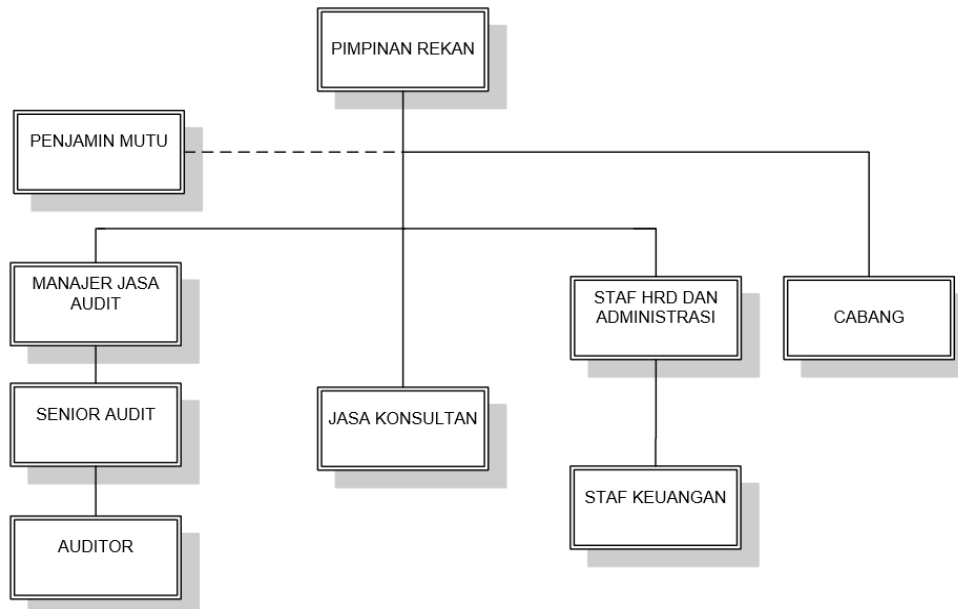 PIMPINAN REKAN
PENJAMIN MUTU
MANAJER JASA
AUDIT
STAF HRD DAN
ADMINISTRASI
CABANG
SENIOR AUDIT
JASA KONSULTAN
STAF KEUANGAN
AUDITOR